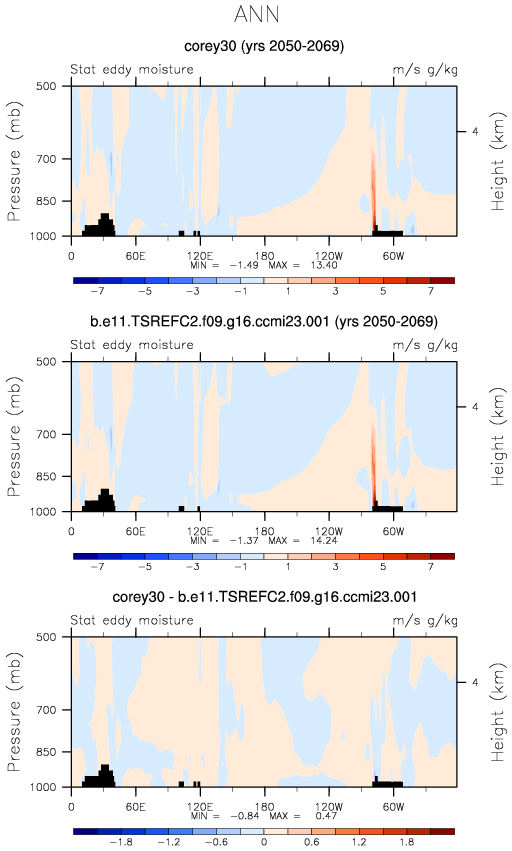 ANN
corey30 (yrs 2050-2069)
Stat eddy moisture m/s g/kg
Pressure (mb)
Height (km)
500
700
850
1000
4
0 60E 120E 180 120W 60W
MIN = -1.49 MAX = 13.40
-7 -5 -3 -1 1 3 5 7
b.e11.TSREFC2.f09.g16.ccmi23.001 (yrs 2050-2069)
Stat eddy moisture m/s g/kg
Pressure (mb)
Height (km)
500
700
850
1000
4
0 60E 120E 180 120W 60W
MIN = -1.37 MAX = 14.24
-7 -5 -3 -1 1 3 5 7
corey30 - b.e11.TSREFC2.f09.g16.ccmi23.001
Stat eddy moisture m/s g/kg
Pressure (mb)
Height (km)
500
700
850
1000
4
0 60E 120E 180 120W 60W
MIN = -0.84 MAX = 0.47
-1.8 -1.2 -0.6 0 0.6 1.2 1.8